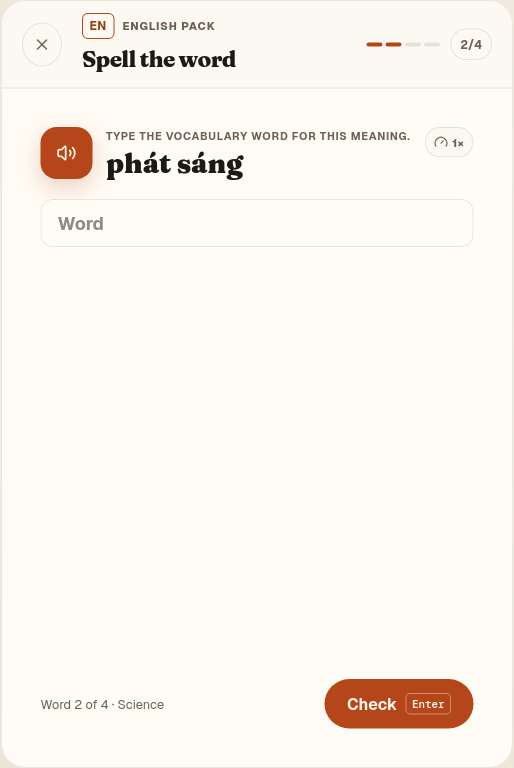 EN ENGLISH PACK
Spell the word
2/4
TYPE THE VOCABULARY WORD FOR THIS MEANING.
phát sáng
1×
Word
Word 2 of 4 · Science
Check Enter